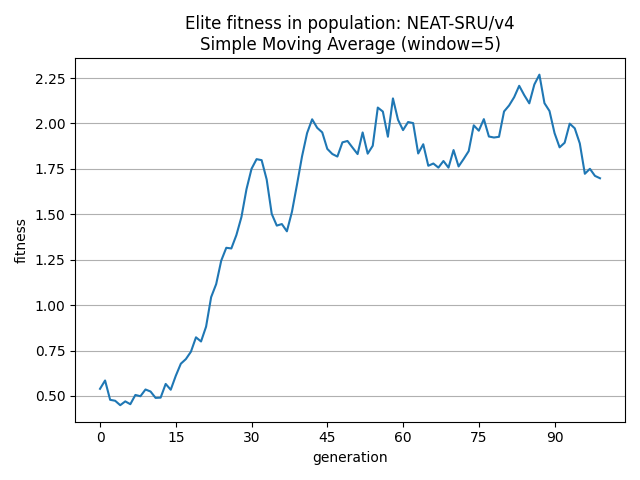 Elite fitness in population: NEAT-SRU/v4
Simple Moving Average (window=5)
2.25
2.00
1.75
1.50
1.25
1.00
0.75
0.50
fitness
0 15 30 45 60 75 90
generation